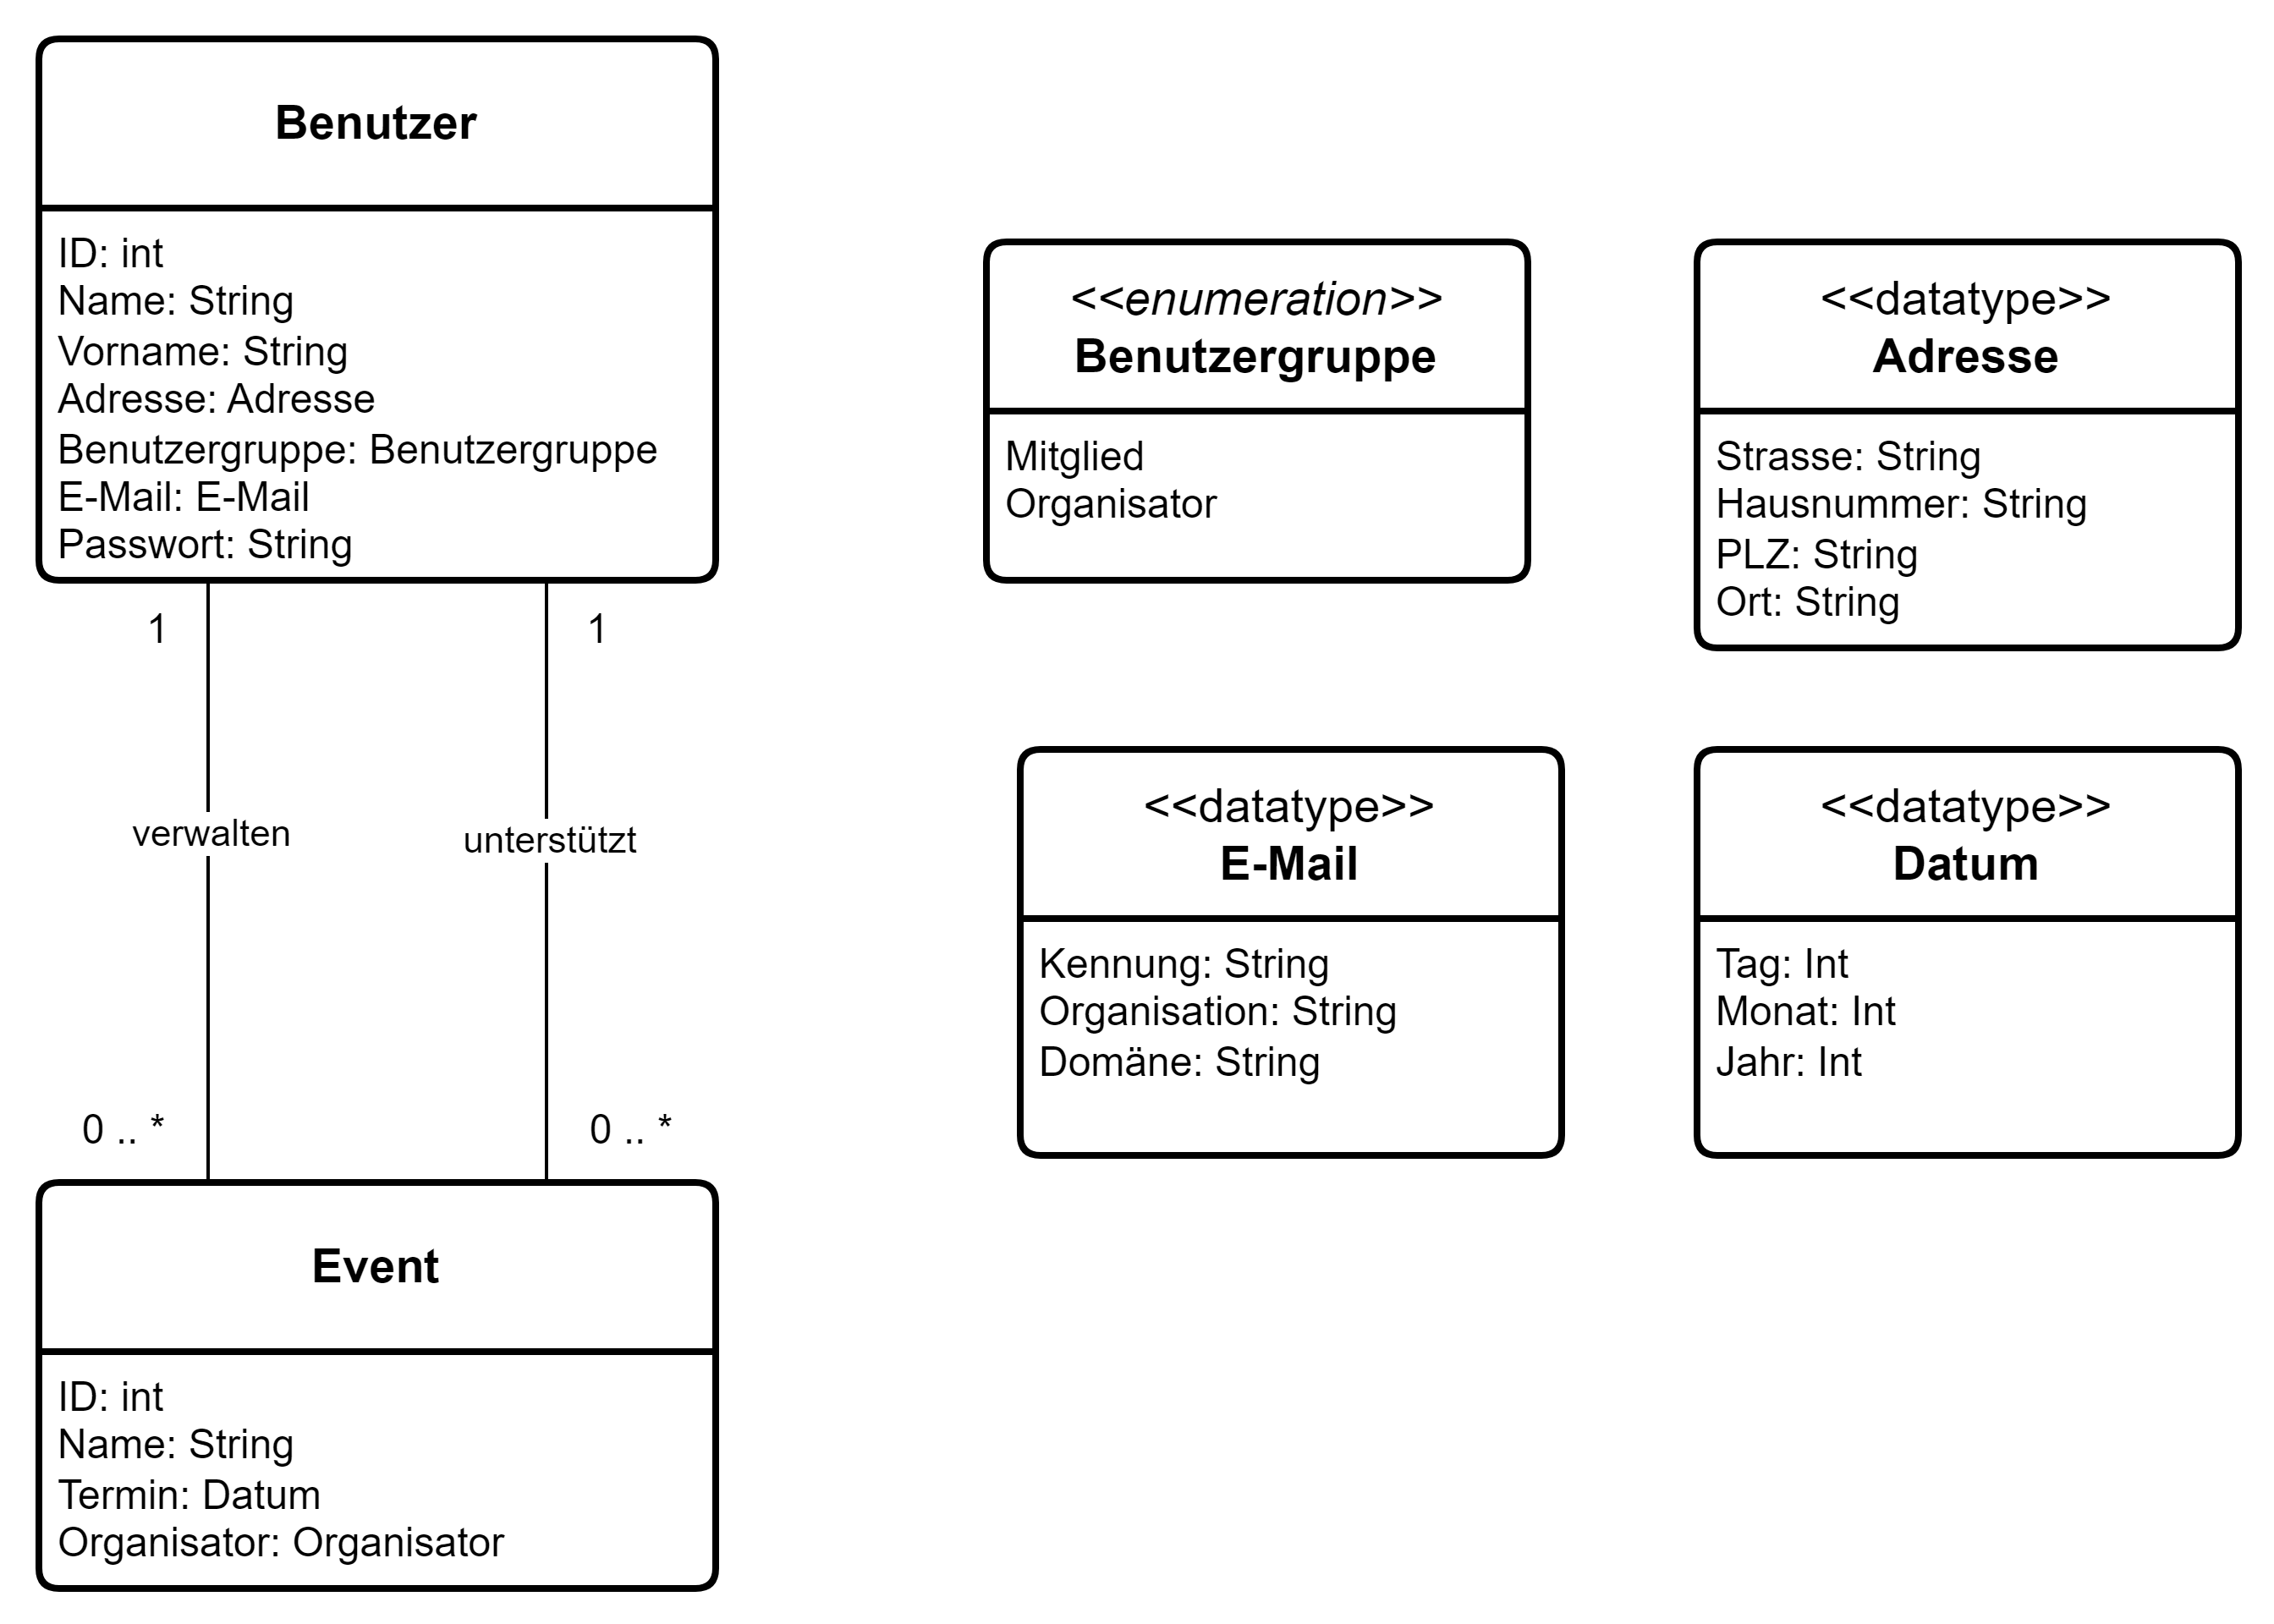 Benutzer
ID: int
Name: String
Vorname: String
Adresse: Adresse
Benutzergruppe: Benutzergruppe
E-Mail: E-Mail
Passwort: String
<<enumeration>>
Benutzergruppe
Mitglied
Organisator
<<datatype>>
Adresse
Strasse: String
Hausnummer: String
PLZ: String
Ort: String
1
1
verwalten
unterstützt
0 .. *
0 .. *
<<datatype>>
E-Mail
Kennung: String
Organisation: String
Domäne: String
<<datatype>>
Datum
Tag: Int
Monat: Int
Jahr: Int
Event
ID: int
Name: String
Termin: Datum
Organisator: Organisator